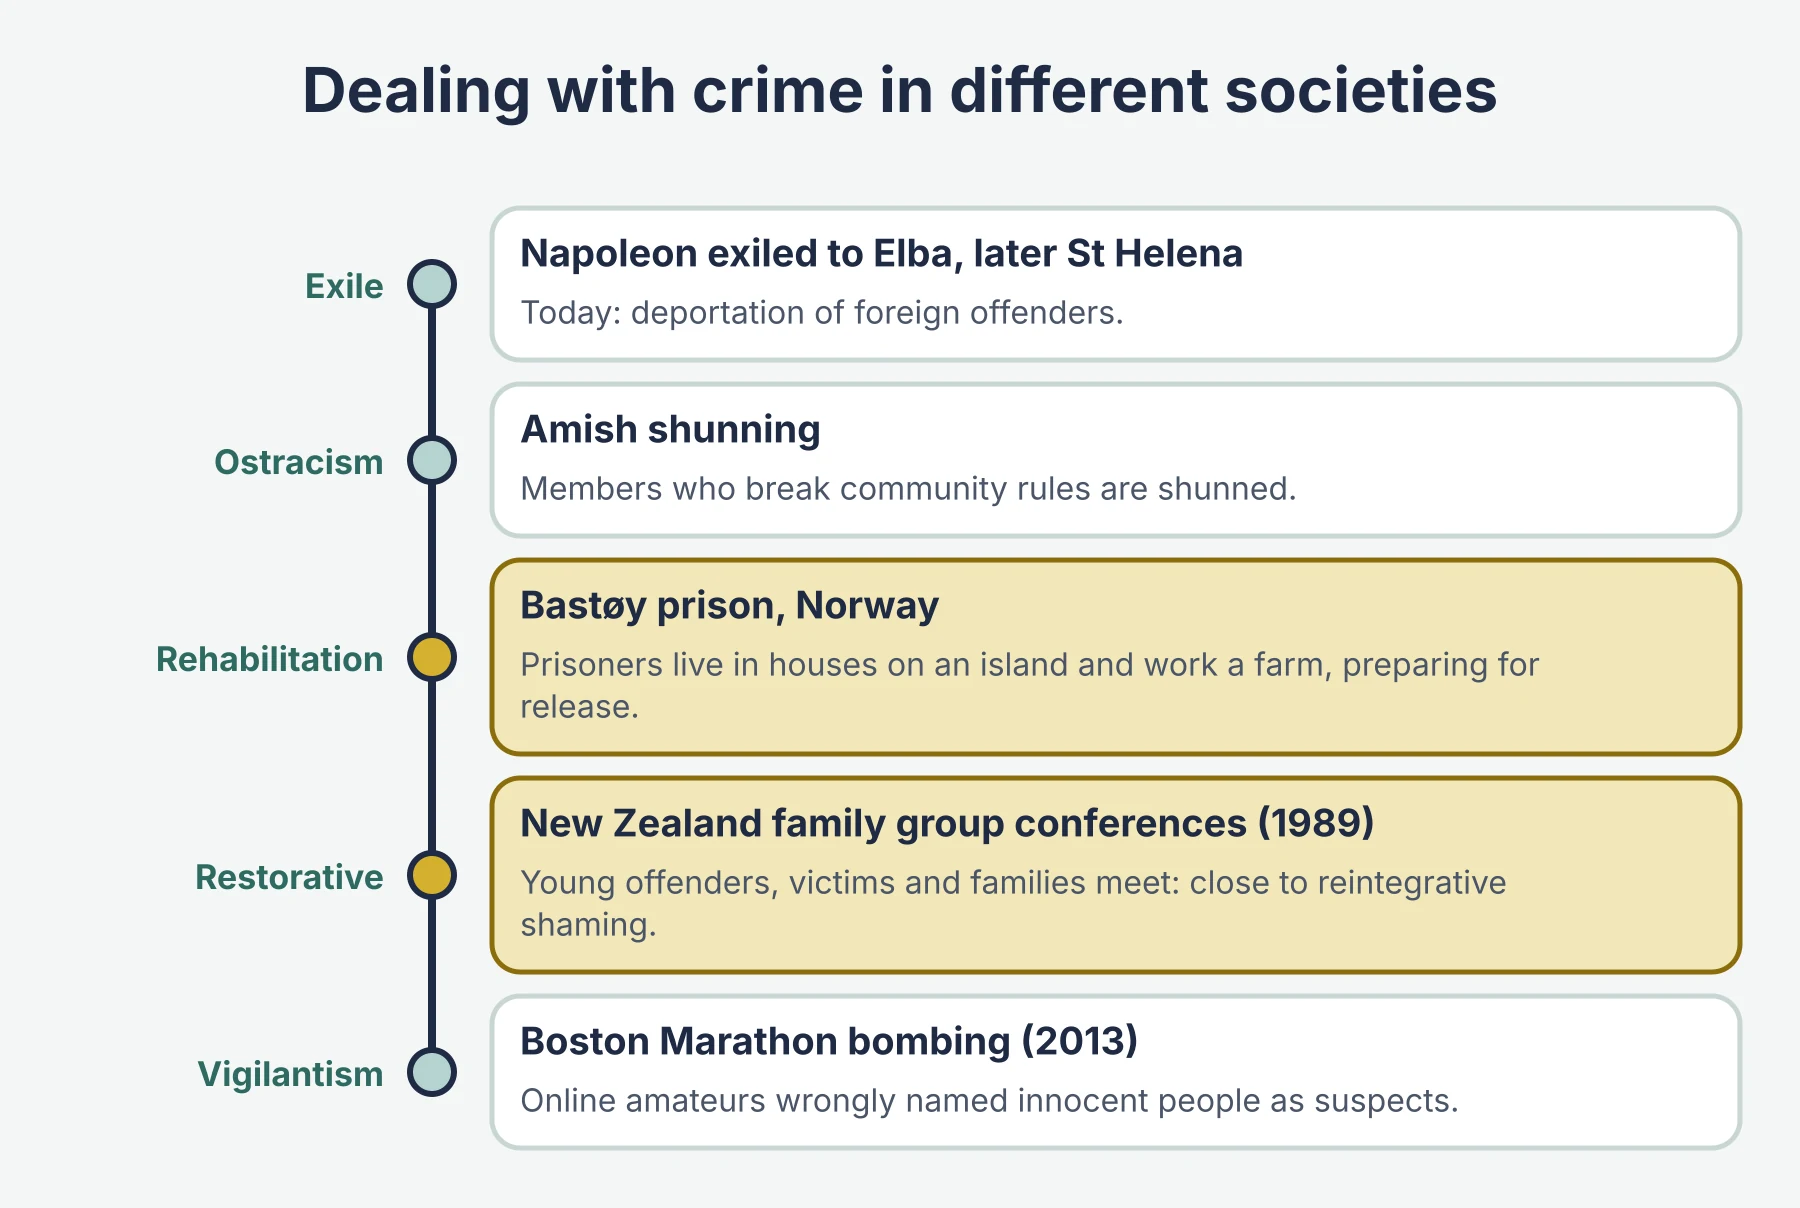 Dealing with crime in different societies
Exile
Napoleon exiled to Elba, later St Helena
Today: deportation of foreign offenders.
Ostracism
Amish shunning
Members who break community rules are shunned.
Rehabilitation
Bastøy prison, Norway
Prisoners live in houses on an island and work a farm, preparing for
release.
Restorative
New Zealand family group conferences (1989)
Young offenders, victims and families meet: close to reintegrative
shaming.
Vigilantism
Boston Marathon bombing (2013)
Online amateurs wrongly named innocent people as suspects.